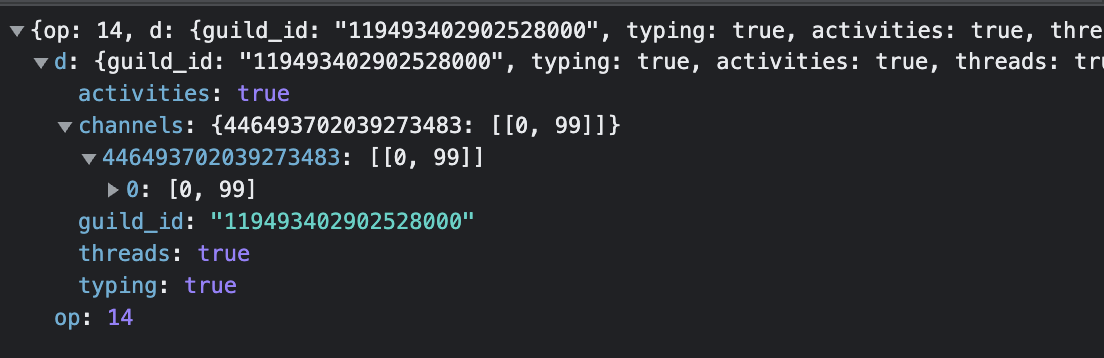 ▼{op: 14, d: {guild_id: "119493402902528000", typing: true, activities: true, thre
▼d: {guild_id: "119493402902528000", typing: true, activities: true, threads: tru
activities: true
▼channels: {446493702039273483: [[0, 99]]}
▼446493702039273483: [[0, 99]]
▶0: [0, 99]
guild_id: "119493402902528000"
threads: true
typing: true
op: 14